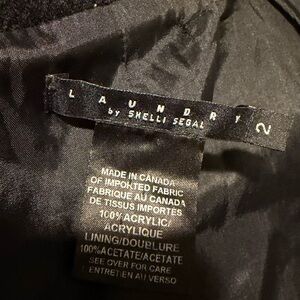 LAUNDRY
by SHELLI SEGAL
2
MADE IN CANADA
OF IMPORTED FABRIC
FABRIQUE AU CANADA
DE TISSUS IMPORTES
100% ACRYLIC/
ACRYLIQUE
LINING/DOUBLURE
100% ACETATE/ACETATE
SEE OVER FOR CARE
L ENTRETIEN AU VERSO